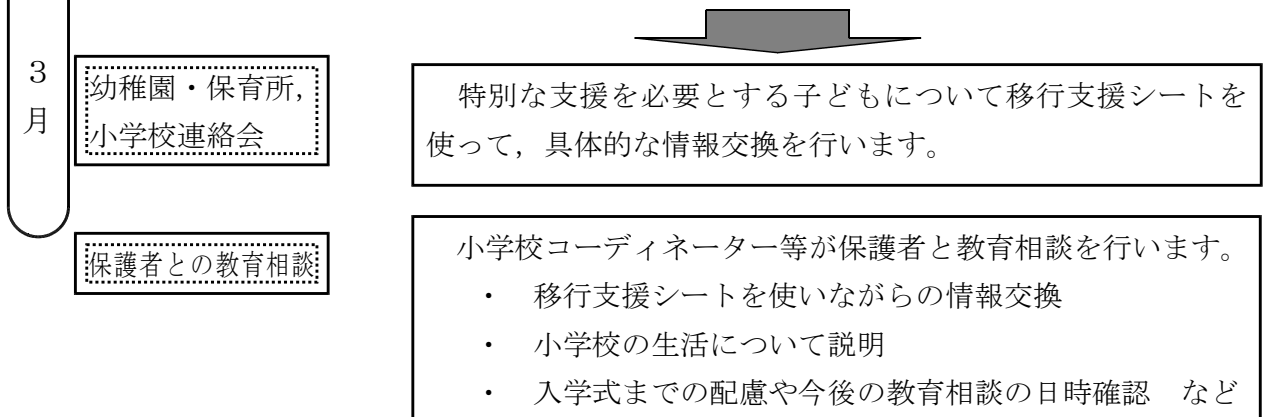 3
月
幼稚園・保育所，
小学校連絡会
特別な支援を必要とする子どもについて移行支援シートを
使って，具体的な情報交換を行います。
保護者との教育相談
小学校コーディネーター等が保護者と教育相談を行います。
・　移行支援シートを使いながらの情報交換
・　小学校の生活について説明
・　入学式までの配慮や今後の教育相談の日時確認　など